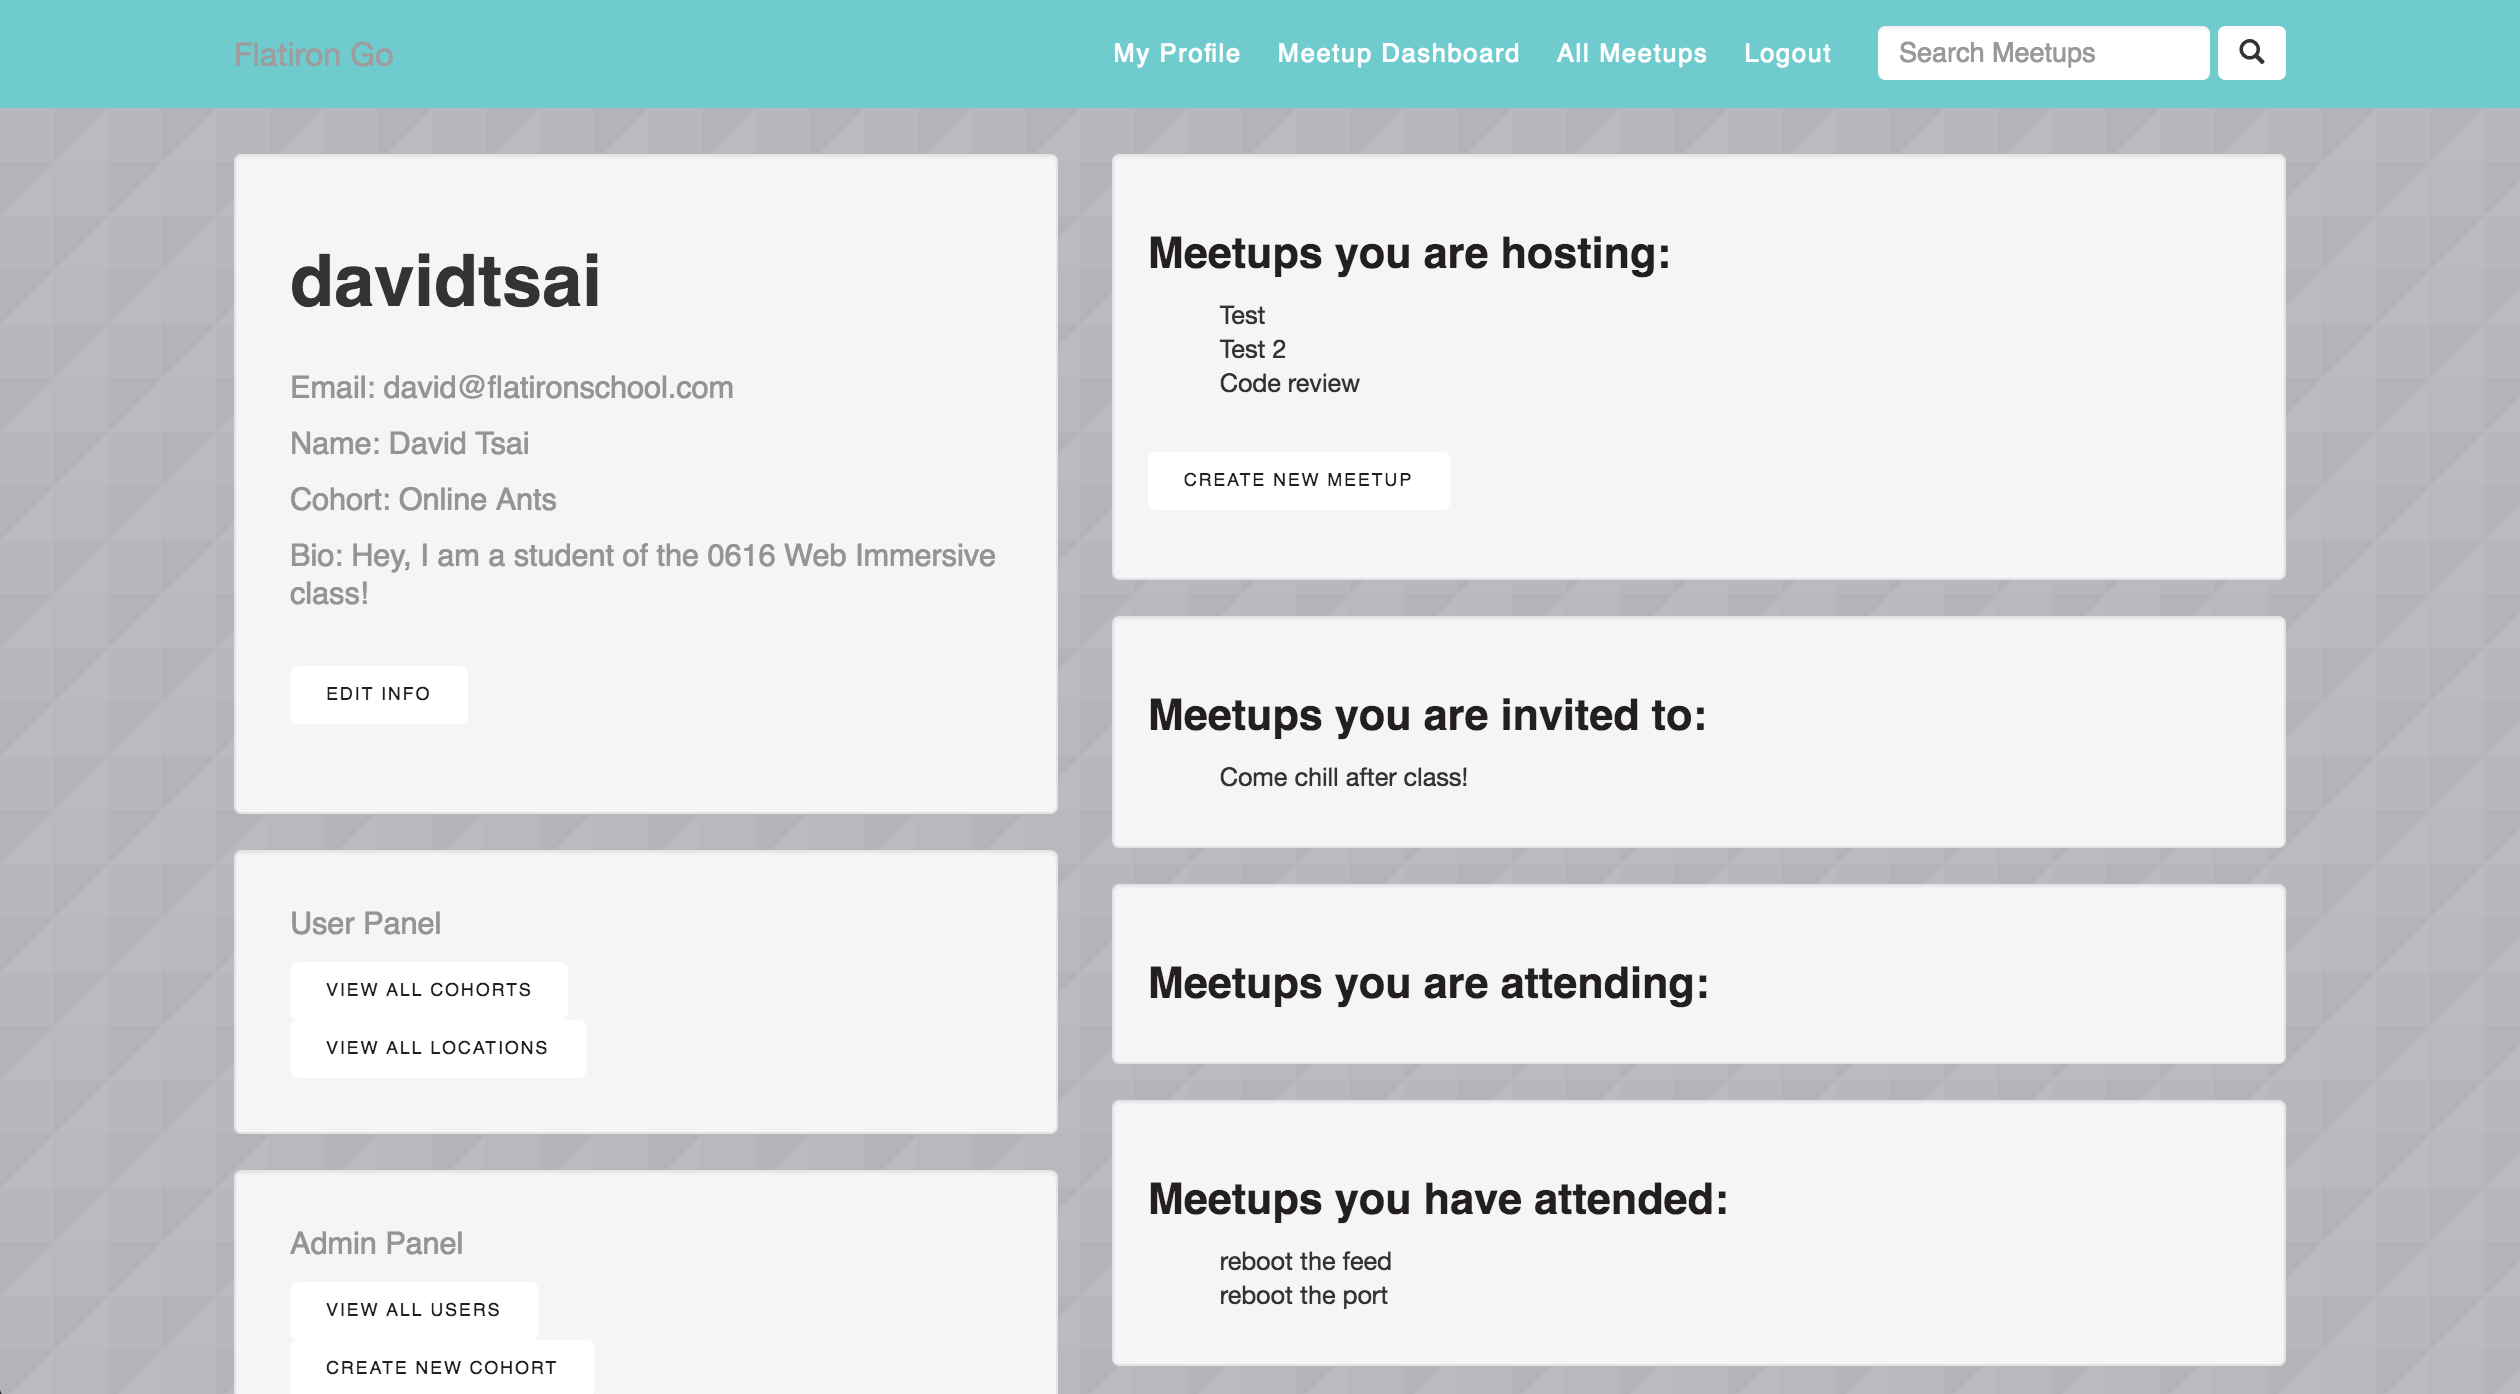 Flatiron Go
My Profile Meetup Dashboard All Meetups Logout Search Meetups
davidtsai
Email: david@flatironschool.com
Name: David Tsai
Cohort: Online Ants
Bio: Hey, I am a student of the 0616 Web Immersive
class!
EDIT INFO
User Panel
VIEW ALL COHORTS
VIEW ALL LOCATIONS
Admin Panel
VIEW ALL USERS
CREATE NEW COHORT
Meetups you are hosting:
Test
Test 2
Code review
CREATE NEW MEETUP
Meetups you are invited to:
Come chill after class!
Meetups you are attending:
Meetups you have attended:
reboot the feed
reboot the port